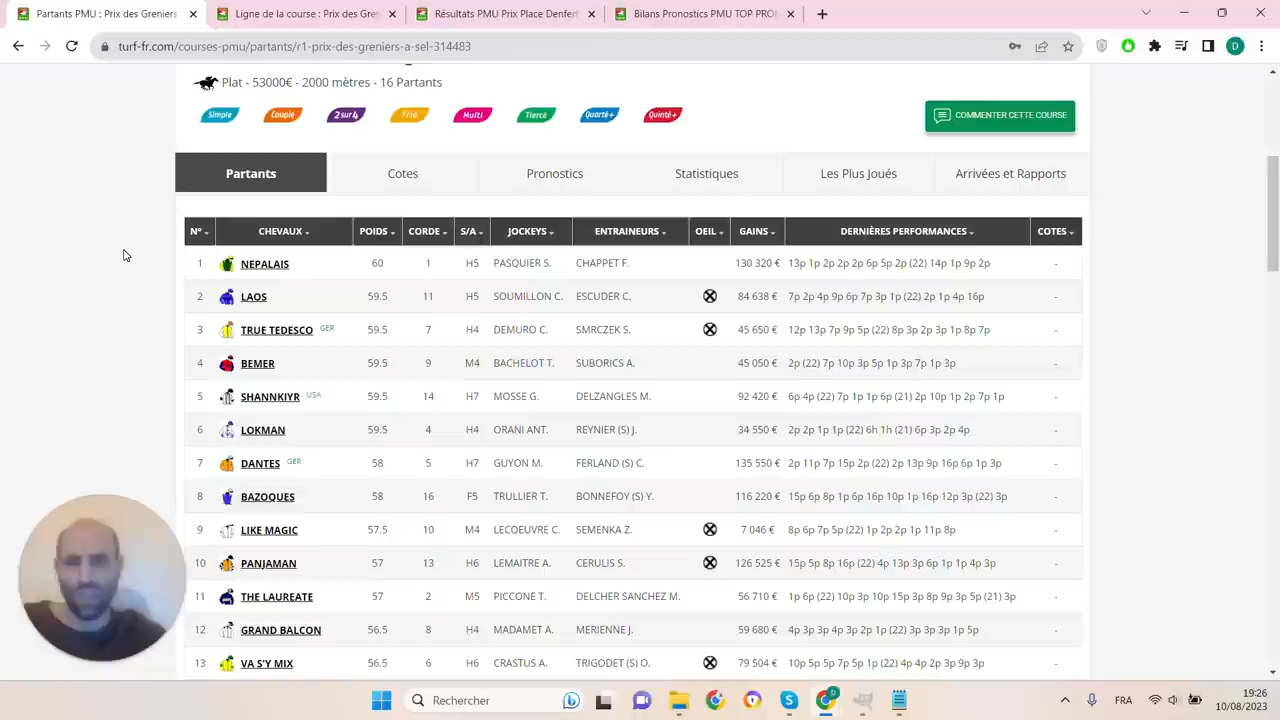 Partants PMU : Prix des Greniers
Ligne de la course : Prix des Gre
Résultats PMU Prix Place Denfert
Bilans Pronostics PMU TOP PRO
turf-fr.com/courses-pmu/partants/r1-prix-des-greniers-a-sel-314483
D
Plat - 53000€ - 2000 mètres - 16 Partants
Simple Couplé 2 sur 4 Trio Multi Tiercé Quarté+ Quinté+
COMMENTER CETTE COURSE
Partants Cotes Pronostics Statistiques Les Plus Joués Arrivées et Rapports
N° CHEVAUX POIDS CORDE S/A JOCKEYS ENTRAINEURS OEIL GAINS DERNIÈRES PERFORMANCES COTES
1 NEPALAIS 60 1 H5 PASQUIER S. CHAPPET F. 130 320 € 13p 1p 2p 2p 2p 6p 5p 2p (22) 14p 1p 9p 2p -
2 LAOS 59.5 11 H5 SOUMILLON C. ESCUDER C. 84 638 € 7p 2p 4p 9p 6p 7p 3p 1p (22) 2p 1p 4p 16p -
3 TRUE TEDESCO GER 59.5 7 H4 DEMURO C. SMRCZEK S. 45 650 € 12p 13p 7p 9p 5p (22) 8p 3p 2p 3p 1p 8p 7p -
4 BEMER 59.5 9 M4 BACHELOT T. SUBORICS A. 45 050 € 2p (22) 7p 10p 3p 5p 1p 3p 7p 1p 3p -
5 SHANNKIYR USA 59.5 14 H7 MOSSE G. DELZANGLES M. 92 420 € 6p 4p (22) 7p 1p 1p 6p (21) 2p 10p 1p 2p 7p 1p -
6 LOKMAN 59.5 4 H4 ORANI ANT. REYNIER (S) J. 34 550 € 2p 2p 1p 1p (22) 6h 1h (21) 6p 3p 2p 4p -
7 DANTES GER 58 5 H7 GUYON M. FERLAND (S) C. 135 550 € 2p 11p 7p 15p 2p (22) 2p 13p 9p 16p 6p 1p 3p -
8 BAZOQUES 58 16 F5 TRULLIER T. BONNEFOY (S) Y. 116 220 € 15p 6p 8p 1p 6p 16p 10p 1p 16p 12p 3p (22) 3p -
9 LIKE MAGIC 57.5 10 M4 LECOEUVRE C. SEMENKA Z. 7 046 € 8p 6p 7p 5p (22) 1p 2p 2p 1p 11p 8p -
10 PANJAMAN 57 13 H6 LEMAITRE A. CERULIS S. 126 525 € 15p 5p 8p 16p (22) 4p 13p 3p 6p 1p 1p 4p 3p -
11 THE LAUREATE 57 2 M5 PICCONE T. DELCHER SANCHEZ M. 56 710 € 1p 6p (22) 10p 3p 10p 15p 3p 8p 9p 3p 5p (21) 3p -
12 GRAND BALCON 56.5 8 H4 MADAMET A. MERIENNE J. 59 680 € 4p 3p 3p 4p 3p 2p 1p (22) 3p 3p 3p 1p 5p -
13 VA S'Y MIX 56.5 6 H6 CRASTUS A. TRIGODET (S) O. 79 504 € 10p 5p 5p 7p 5p 1p (22) 4p 4p 2p 3p 9p 3p -
Rechercher
FRA
19:26
10/08/2023